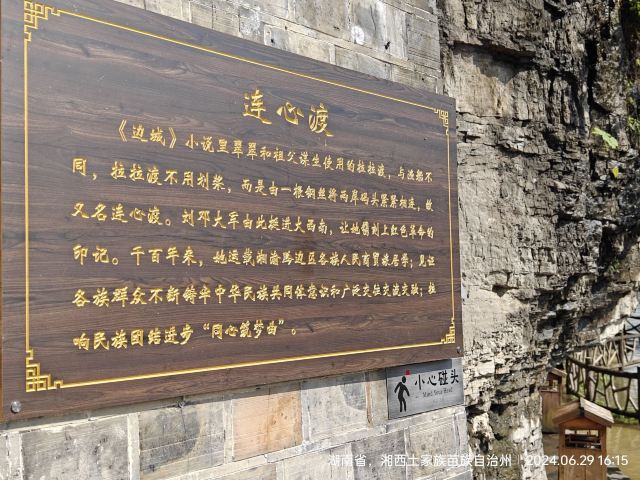 连心渡
《边城》小说里翠翠和祖父谋生使用的拉拉渡，与渔船不
同，拉拉渡不用划桨，而是由一根钢丝将两岸码头紧紧相连，故
又名连心渡。刘邓大军由此挺进大西南，让她镌刻上红色革命的
印记。千百年来，她运载湘渝黔边区各族人民商贸旅居学；见证
各族群众不断铸牢中华民族共同体意识和广泛交往交流交融；拉
响民族团结进步“同心筑梦曲”。
小心碰头
Mind Your Head
湖南省，湘西土家族苗族自治州 | 2024.06.29 16:15